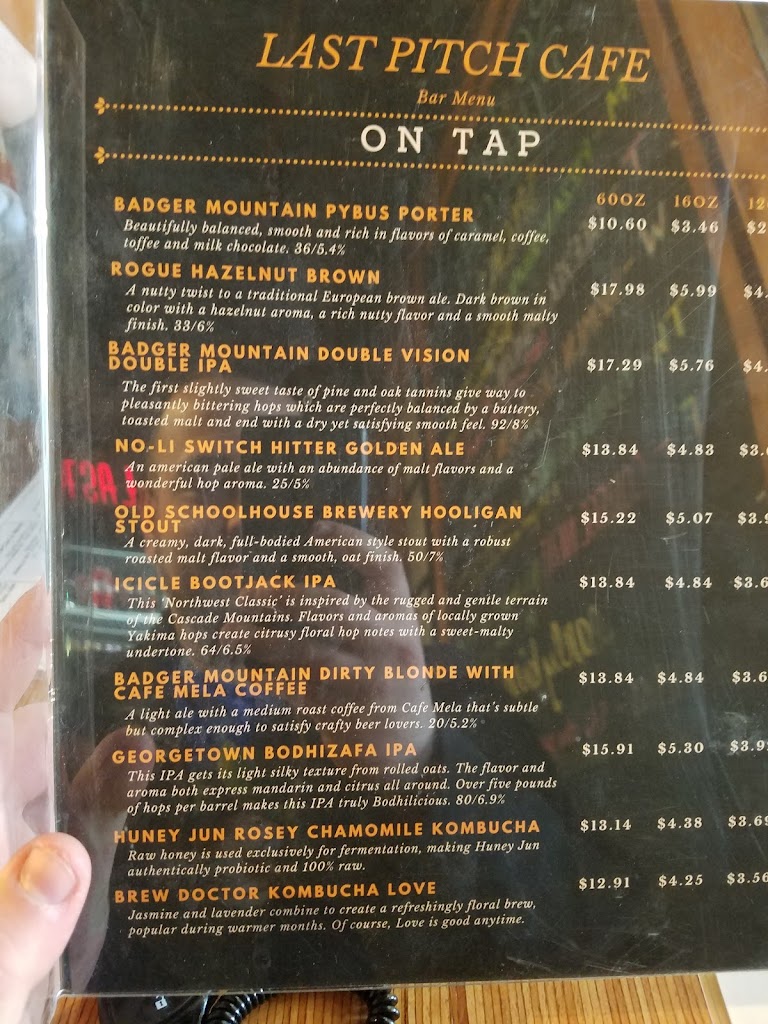 LAST PITCH CAFE
Bar Menu
ON TAP
60OZ 16OZ 12
BADGER MOUNTAIN PYBUS PORTER $10.60 $3.46 $2
Beautifully balanced, smooth and rich in flavors of caramel, coffee,
toffee and milk chocolate. 36/5.4%
ROGUE HAZELNUT BROWN $17.98 $5.99 $4.
A nutty twist to a traditional European brown ale. Dark brown in
color with a hazelnut aroma, a rich nutty flavor and a smooth malty
finish. 33/6%
BADGER MOUNTAIN DOUBLE VISION
DOUBLE IPA $17.29 $5.76 $4.
The first slightly sweet taste of pine and oak tannins give way to
pleasantly bittering hops which are perfectly balanced by a buttery,
toasted malt and end with a dry yet satisfying smooth feel. 92/8%
NO-LI SWITCH HITTER GOLDEN ALE $13.84 $4.83 $3.
An american pale ale with an abundance of malt flavors and a
wonderful hop aroma. 25/5%
OLD SCHOOLHOUSE BREWERY HOOLIGAN $15.22 $5.07 $3.9
STOUT
A creamy, dark, full-bodied American style stout with a robust
roasted malt flavor and a smooth, oat finish. 50/7%
ICICLE BOOTJACK IPA $13.84 $4.84 $3.6
This 'Northwest Classic' is inspired by the rugged and gentle terrain
of the Cascade Mountains. Flavors and aromas of locally grown
Yakima hops create citrusy floral hop notes with a sweet-malty
undertone. 64/6.5%
BADGER MOUNTAIN DIRTY BLONDE WITH $13.84 $4.84 $3.6
CAFE MELA COFFEE
A light ale with a medium roast coffee from Cafe Mela that's subtle
but complex enough to satisfy crafty beer lovers. 20/5.2%
GEORGETOWN BODHIZAFA IPA $15.91 $5.30 $3.9
This IPA gets its light silky texture from rolled oats. The flavor and
aroma both express mandarin and citrus all around. Over five pounds
of hops per barrel makes this IPA truly Bodhilicious. 80/6.9%
HUNEY JUN ROSEY CHAMOMILE KOMBUCHA $13.14 $4.38 $3.69
Raw honey is used exclusively for fermentation, making Huney Jun
authentically probiotic and 100% raw.
BREW DOCTOR KOMBUCHA LOVE $12.91 $4.25 $3.56
Jasmine and lavender combine to create a refreshingly floral brew,
popular during warmer months. Of course, Love is good anytime.